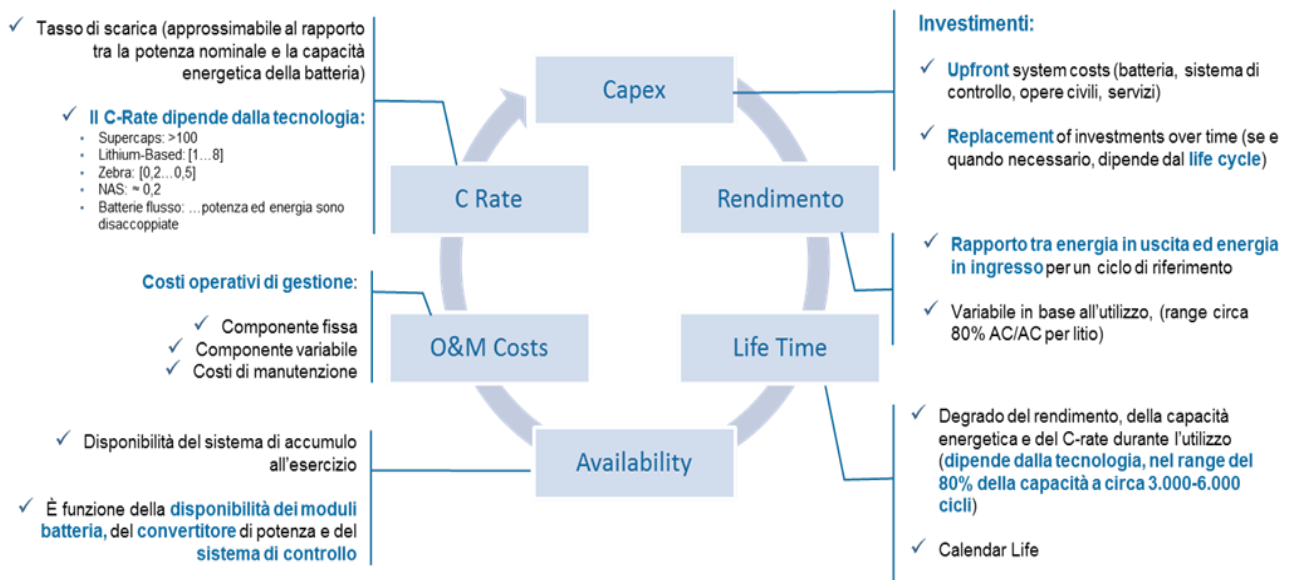 ✓ Tasso di scarica (approssimabile al rapporto
tra la potenza nominale e la capacità
energetica della batteria)
✓ Il C-Rate dipende dalla tecnologia:
• Supercaps: >100
• Lithium-Based: [1…8]
• Zebra: [0,2…0,5]
• NAS: ≈ 0,2
• Batterie flusso: …potenza ed energia sono
disaccoppiate
Costi operativi di gestione:
✓ Componente fissa
✓ Componente variabile
✓ Costi di manutenzione
✓ Disponibilità del sistema di accumulo
all'esercizio
✓ È funzione della disponibilità dei moduli
batteria, del convertitore di potenza e del
sistema di controllo
Capex
C Rate
Rendimento
O&M Costs
Life Time
Availability
Investimenti:
✓ Upfront system costs (batteria, sistema di
controllo, opere civili, servizi)
✓ Replacement of investments over time (se e
quando necessario, dipende dal life cycle)
✓ Rapporto tra energia in uscita ed energia
in ingresso per un ciclo di riferimento
✓ Variabile in base all'utilizzo, (range circa
80% AC/AC per litio)
✓ Degrado del rendimento, della capacità
energetica e del C-rate durante l'utilizzo
(dipende dalla tecnologia, nel range del
80% della capacità a circa 3.000-6.000
cicli)
✓ Calendar Life